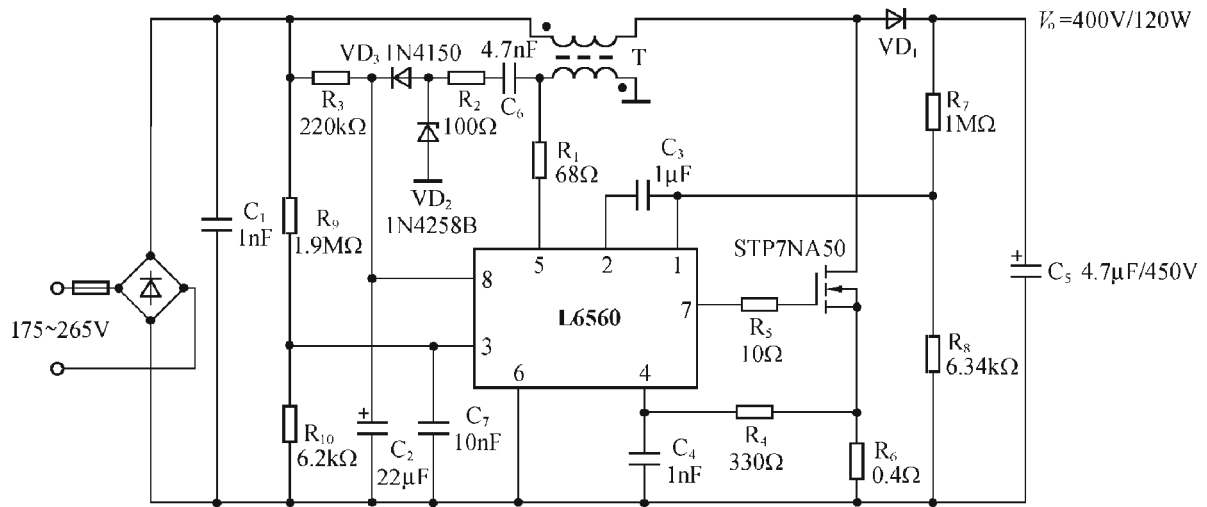 Vₒ=400V/120W
VD₁
VD₃ 1N4150
4.7nF
T
R₃
220kΩ
R₂
100Ω
C₆
R₇
1MΩ
R₁
68Ω
C₃
1μF
VD₂
1N4258B
C₁
1nF
R₉
1.9MΩ
STP7NA50
5
2
1
8
L6560
7
3
6
4
R₅
10Ω
C₅ 4.7μF/450V
175~265V
R₈
6.34kΩ
R₁₀
6.2kΩ
C₂
22μF
C₇
10nF
C₄
1nF
R₄
330Ω
R₆
0.4Ω
+
+